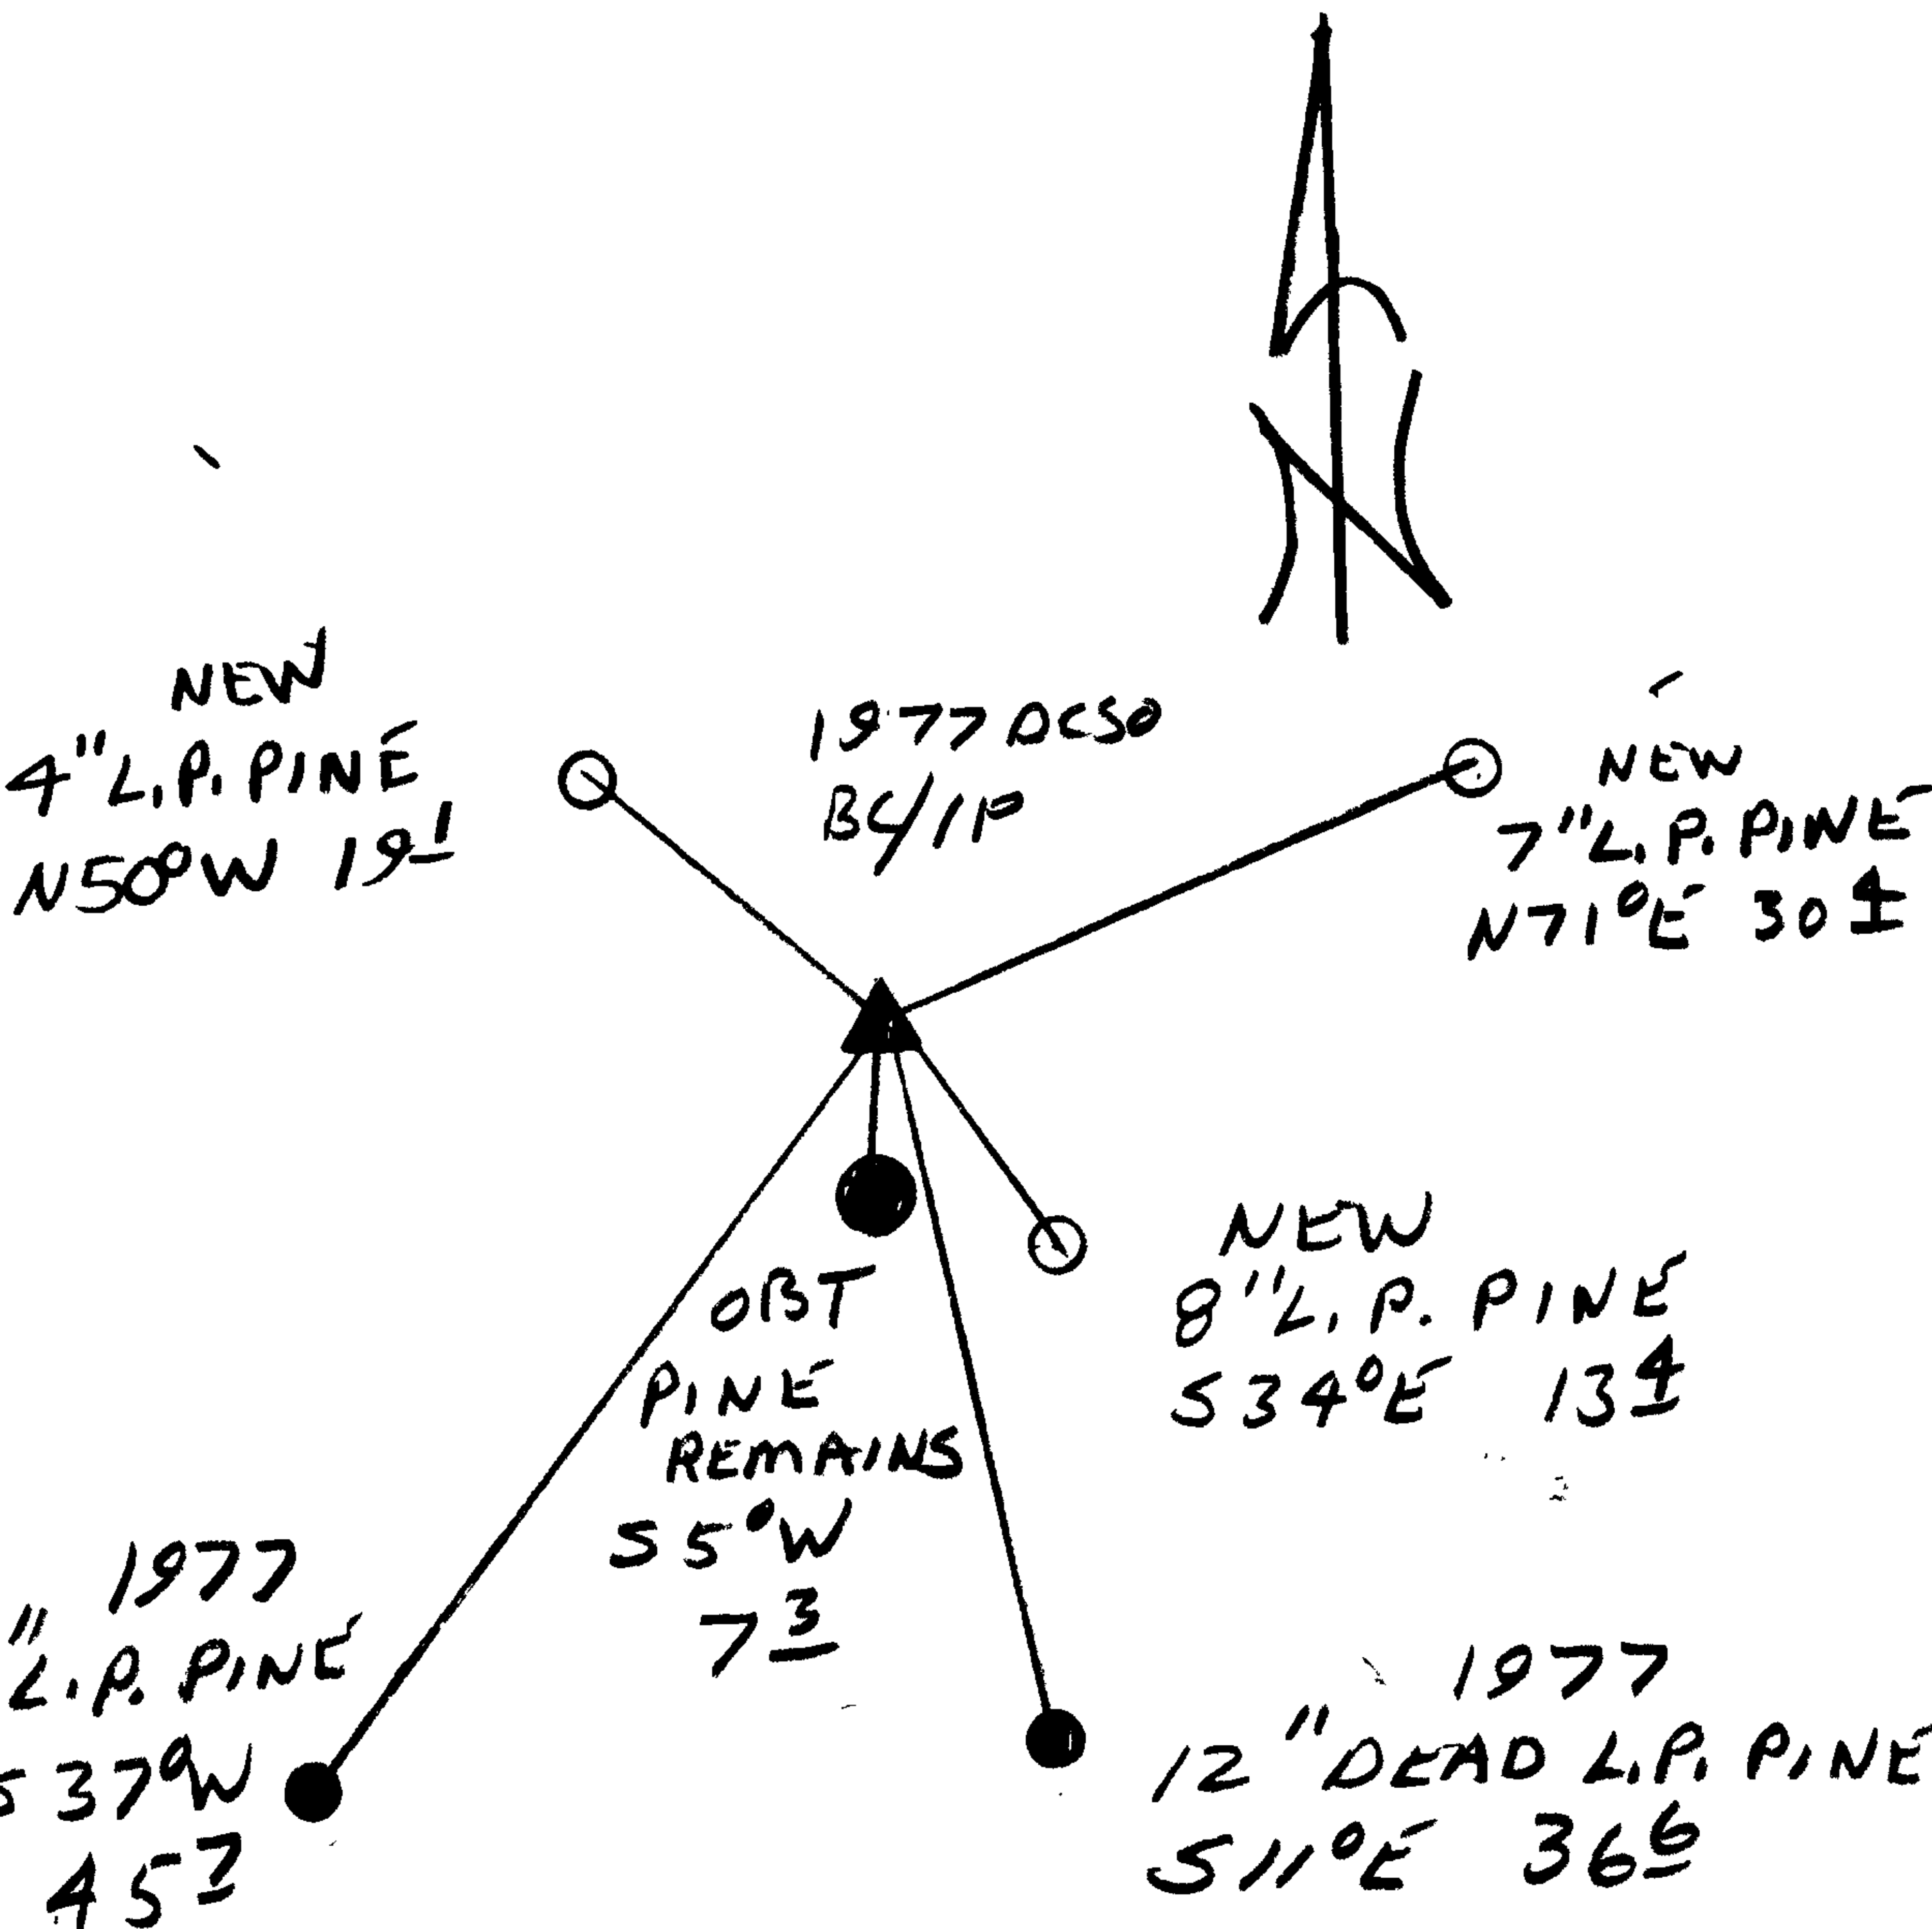 N
NEW
4" L.P. PINE
N50°W 19 1
1977 DCSO
BC/IP
NEW
7" L.P. PINE
N71°E 30 4
NEW
8" L.P. PINE
S34°E 13 4
OBT
PINE
REMAINS
S5°W
7 3
1977
" L.P. PINE
S 37°W
45 7
1977
12" DEAD L.P. PINE
S11°E 36 6